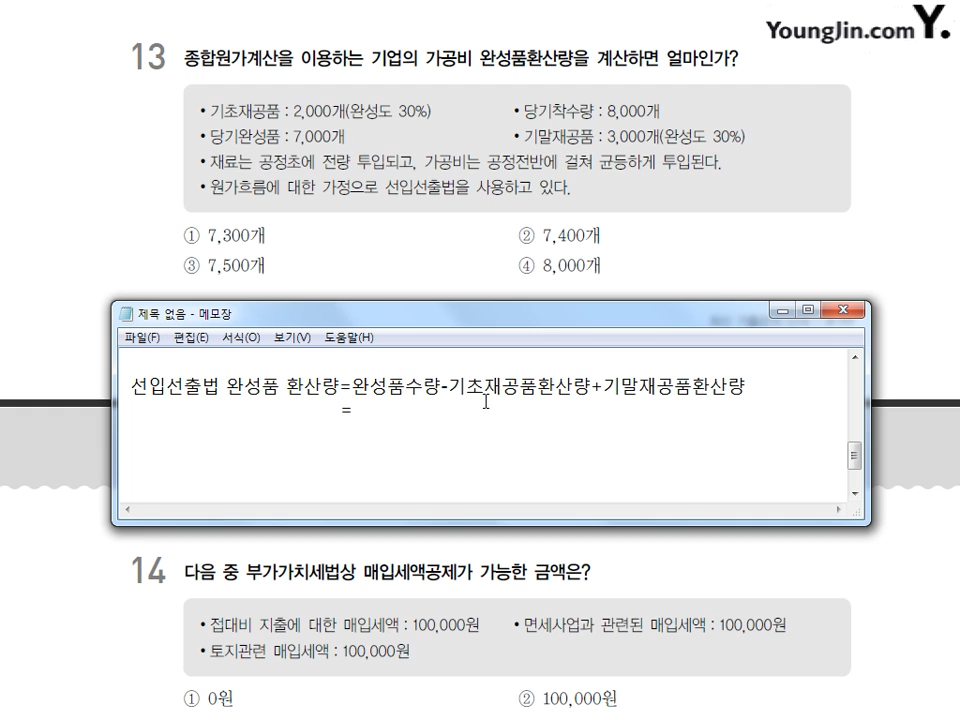 YoungJin.com Y.
13 종합원가계산을 이용하는 기업의 가공비 완성품환산량을 계산하면 얼마인가?
• 기초재공품 : 2,000개(완성도 30%) • 당기착수량 : 8,000개
• 당기완성품 : 7,000개 • 기말재공품 : 3,000개(완성도 30%)
• 재료는 공정초에 전량 투입되고, 가공비는 공정전반에 걸쳐 균등하게 투입된다.
• 원가흐름에 대한 가정으로 선입선출법을 사용하고 있다.
① 7,300개 ② 7,400개
③ 7,500개 ④ 8,000개
제목 없음 - 메모장
파일(F) 편집(E) 서식(O) 보기(V) 도움말(H)
선입선출법 완성품 환산량=완성품수량-기초재공품환산량+기말재공품환산량
=
14 다음 중 부가가치세법상 매입세액공제가 가능한 금액은?
• 접대비 지출에 대한 매입세액 : 100,000원 • 면세사업과 관련된 매입세액 : 100,000원
• 토지관련 매입세액 : 100,000원
① 0원 ② 100,000원